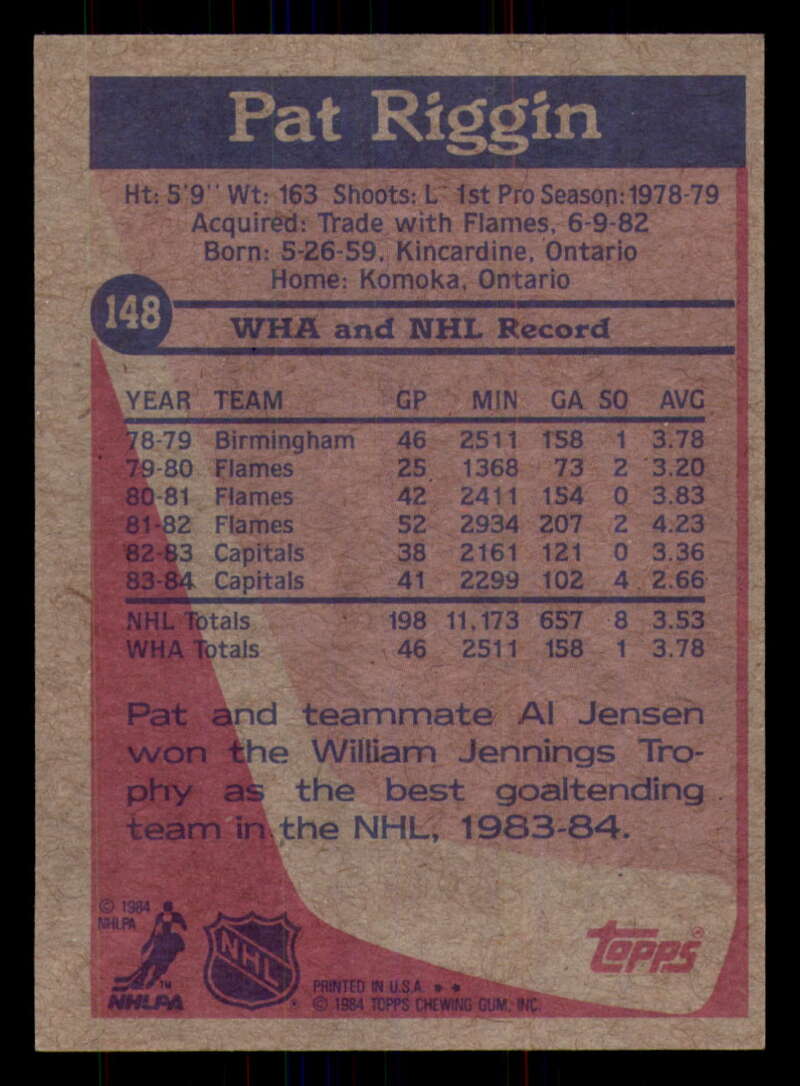 Pat Riggin
Ht: 5'9" Wt: 163 Shoots: L 1st Pro Season: 1978-79
Acquired: Trade with Flames, 6-9-82
Born: 5-26-59, Kincardine, Ontario
Home: Komoka, Ontario
148
WHA and NHL Record
YEAR TEAM GP MIN GA SO AVG
78-79 Birmingham 46 2511 158 1 3.78
79-80 Flames 25 1368 73 2 3.20
80-81 Flames 42 2411 154 0 3.83
81-82 Flames 52 2934 207 2 4.23
82-83 Capitals 38 2161 121 0 3.36
83-84 Capitals 41 2299 102 4 2.66
NHL Totals 198 11,173 657 8 3.53
WHA Totals 46 2511 158 1 3.78
Pat and teammate Al Jensen
won the William Jennings Tro-
phy as the best goaltending
team in the NHL, 1983-84.
© 1984
NHLPA
NHLPA ™
NHL
topps ®
PRINTED IN U.S.A. **
© 1984 TOPPS CHEWING GUM, INC.